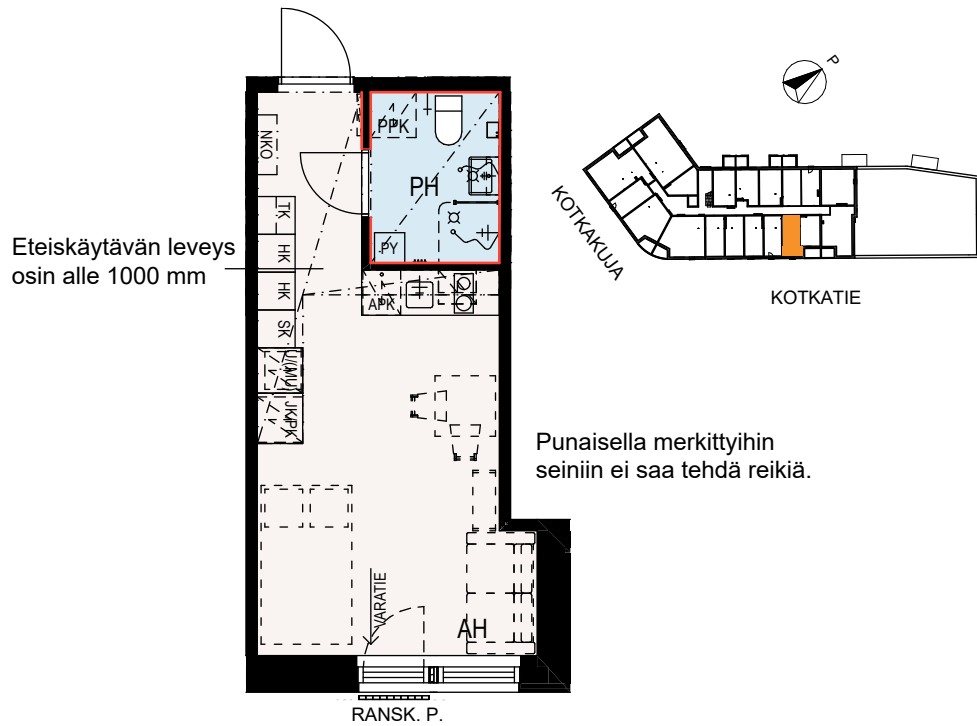 P
PPK
NKO
PH
KOTKAKUJA
TK
Eteiskäytävän leveys
osin alle 1000 mm
HK
PY
HK
APK
KOTKATIE
SK
U(MU)
JK/PK
Punaisella merkittyihin
seiniin ei saa tehdä reikiä.
VARATIE
AH
RANSK. P.